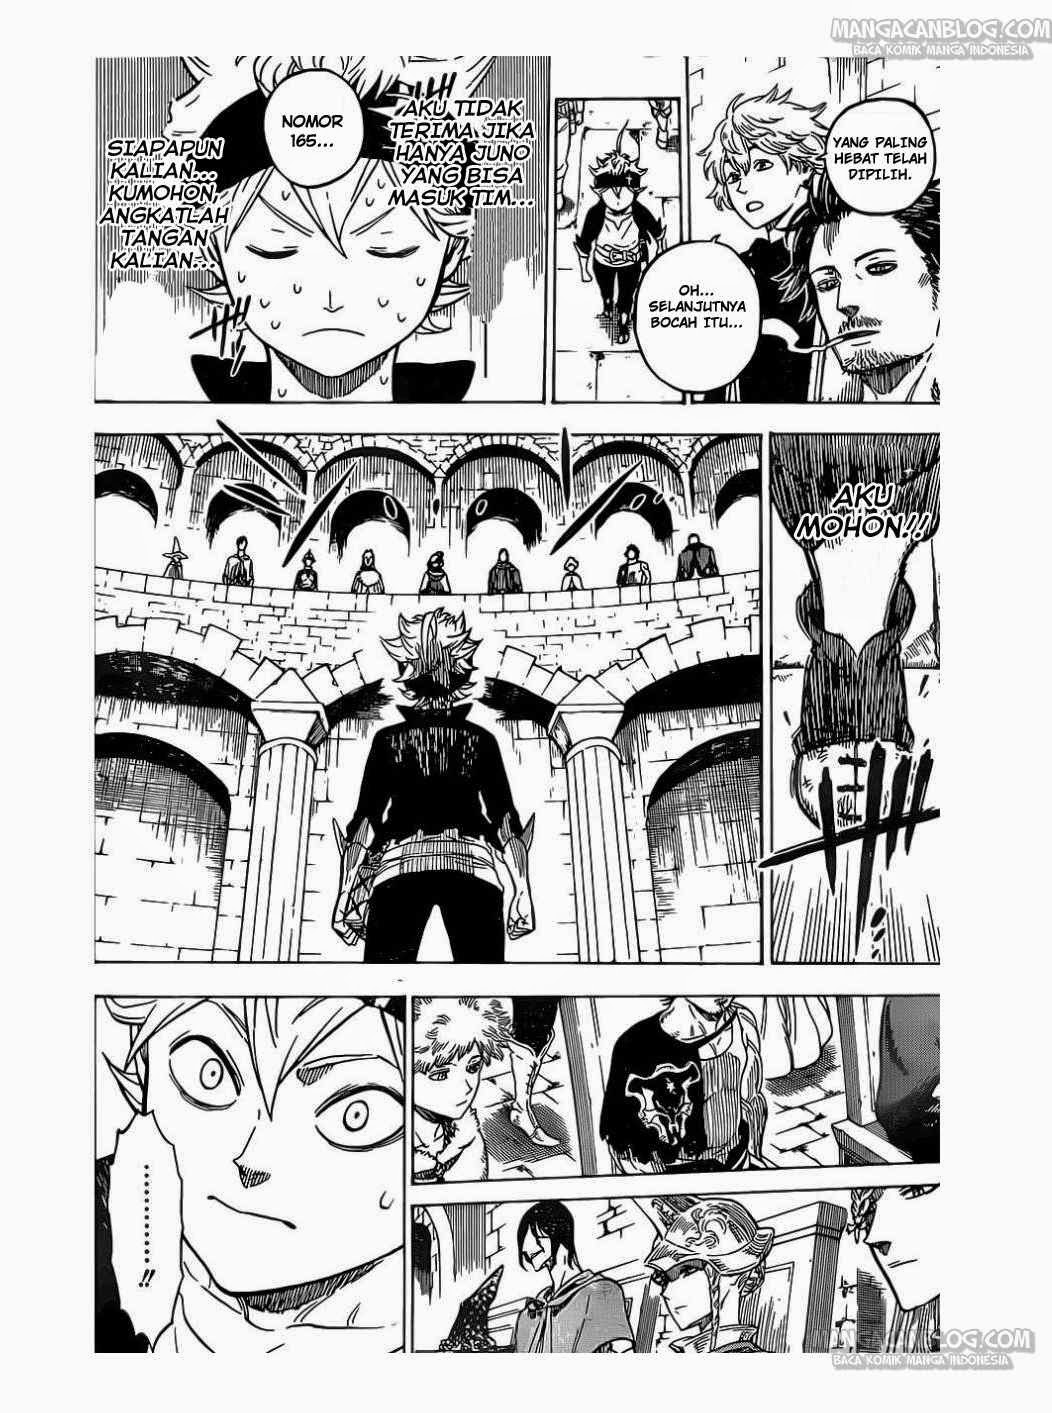 MANGACANBLOG.COM
BACA KOMIK MANGA INDONESIA
YANG PALING
HEBAT TELAH
DIPILIH.
OH...
SELANJUTNYA
BOCAH ITU...
NOMOR
165...
AKU TIDAK
TERIMA JIKA
HANYA JUNO
YANG BISA
MASUK TIM...
SIAPAPUN
KALIAN...
KUMOHON,
ANGKATLAH
TANGAN
KALIAN...
AKU
MOHON!!
.........!!
MANGACANBLOG.COM
BACA KOMIK MANGA INDONESIA